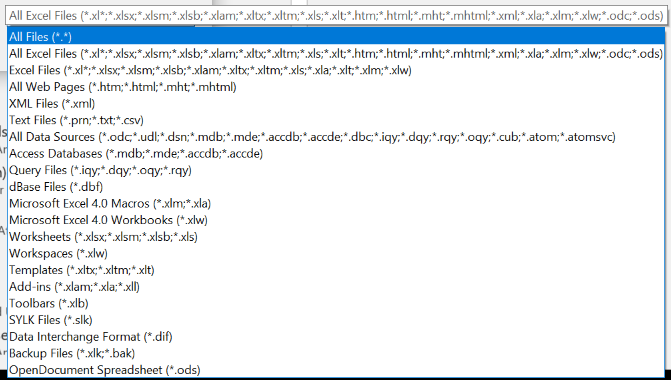 All Excel Files (*.xl*;*.xlsx;*.xlsm;*.xlsb;*.xlam;*.xltx;*.xltm;*.xls;*.xlt;*.htm;*.html;*.mht;*.mhtml;*.xml;*.xla;*.xlm;*.xlw;*.odc;*.ods)
All Files (*.*)
All Excel Files (*.xl*;*.xlsx;*.xlsm;*.xlsb;*.xlam;*.xltx;*.xltm;*.xls;*.xlt;*.htm;*.html;*.mht;*.mhtml;*.xml;*.xla;*.xlm;*.xlw;*.odc;*.ods)
Excel Files (*.xl*;*.xlsx;*.xlsm;*.xlsb;*.xlam;*.xltx;*.xltm;*.xls;*.xla;*.xlt;*.xlm;*.xlw)
All Web Pages (*.htm;*.html;*.mht;*.mhtml)
XML Files (*.xml)
Text Files (*.prn;*.txt;*.csv)
All Data Sources (*.odc;*.udl;*.dsn;*.mdb;*.mde;*.accdb;*.accde;*.dbc;*.iqy;*.dqy;*.rqy;*.oqy;*.cub;*.atom;*.atomsvc)
Access Databases (*.mdb;*.mde;*.accdb;*.accde)
Query Files (*.iqy;*.dqy;*.oqy;*.rqy)
dBase Files (*.dbf)
Microsoft Excel 4.0 Macros (*.xlm;*.xla)
Microsoft Excel 4.0 Workbooks (*.xlw)
Worksheets (*.xlsx;*.xlsm;*.xlsb;*.xls)
Workspaces (*.xlw)
Templates (*.xltx;*.xltm;*.xlt)
Add-ins (*.xlam;*.xla;*.xll)
Toolbars (*.xlb)
SYLK Files (*.slk)
Data Interchange Format (*.dif)
Backup Files (*.xlk;*.bak)
OpenDocument Spreadsheet (*.ods)